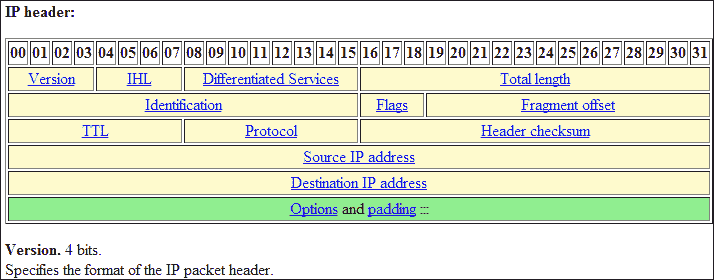 IP header:
00 01 02 03 04 05 06 07 08 09 10 11 12 13 14 15 16 17 18 19 20 21 22 23 24 25 26 27 28 29 30 31
Version IHL Differentiated Services Total length
Identification Flags Fragment offset
TTL Protocol Header checksum
Source IP address
Destination IP address
Options and padding :::
Version. 4 bits.
Specifies the format of the IP packet header.